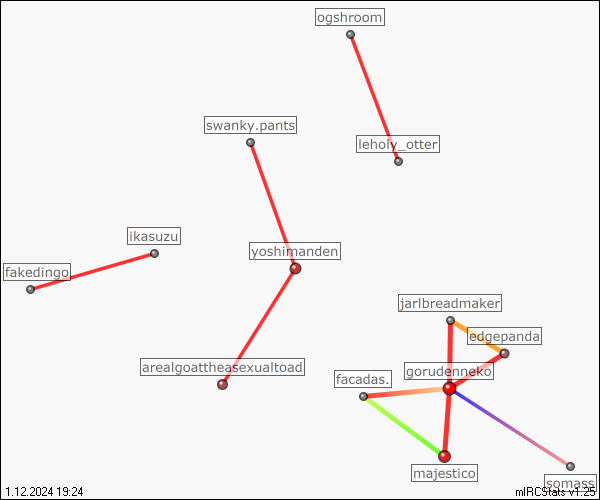 ogshroom
swanky.pants
leholy_otter
ikasuzu
yoshimanden
fakedingo
jarlbreadmaker
edgepanda
arealgoattheasexualtoad
gorudenneko
facadas.
majestico
somass
1.12.2024 19:24
mIRCStats v1.25